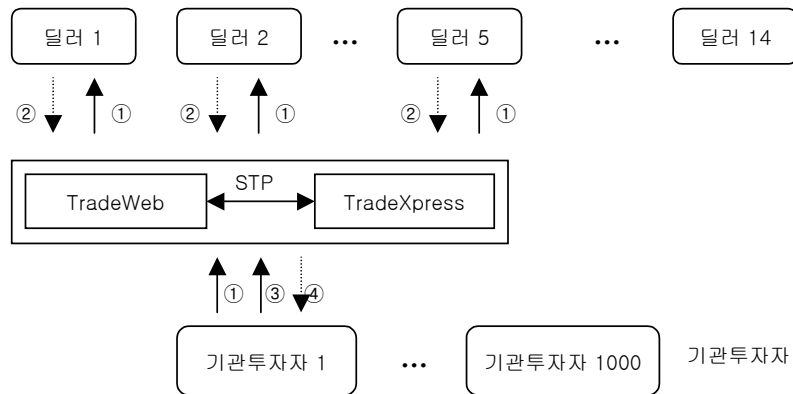 딜러 1 딜러 2 ... 딜러 5 ... 딜러 14
② ① ② ① ② ①
STP
TradeWeb TradeXpress
① ③ ④
기관투자자 1 ... 기관투자자 1000 기관투자자